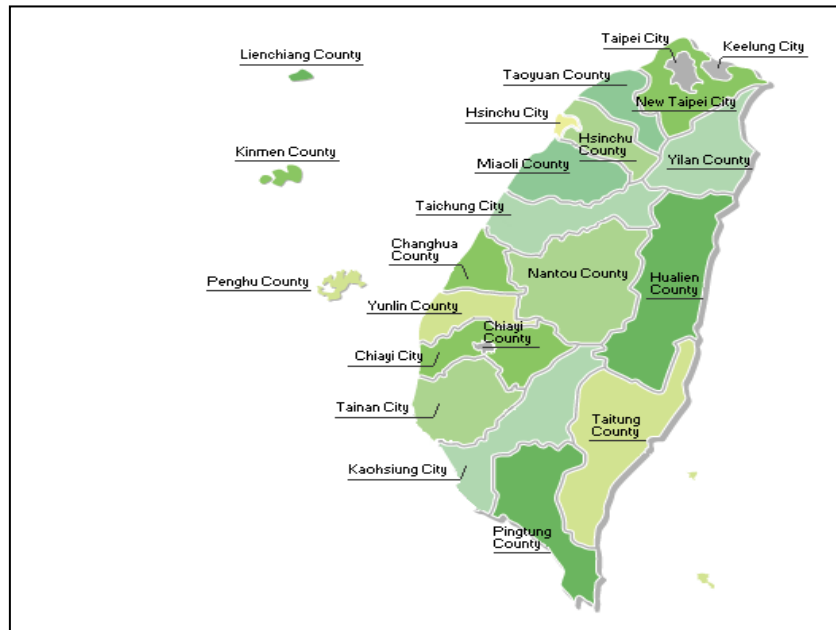 Taipei City
Keelung City
Lienchiang County
Taoyuan County
New Taipei City
Hsinchu City
Hsinchu
County
Kinmen County
Miaoli County
Yilan County
Taichung City
Changhua
County
Nantou County
Hualien
County
Penghu County
Yunlin County
Chiayi
County
Chiayi City
Tainan City
Taitung
County
Kaohsiung City
Pingtung
County